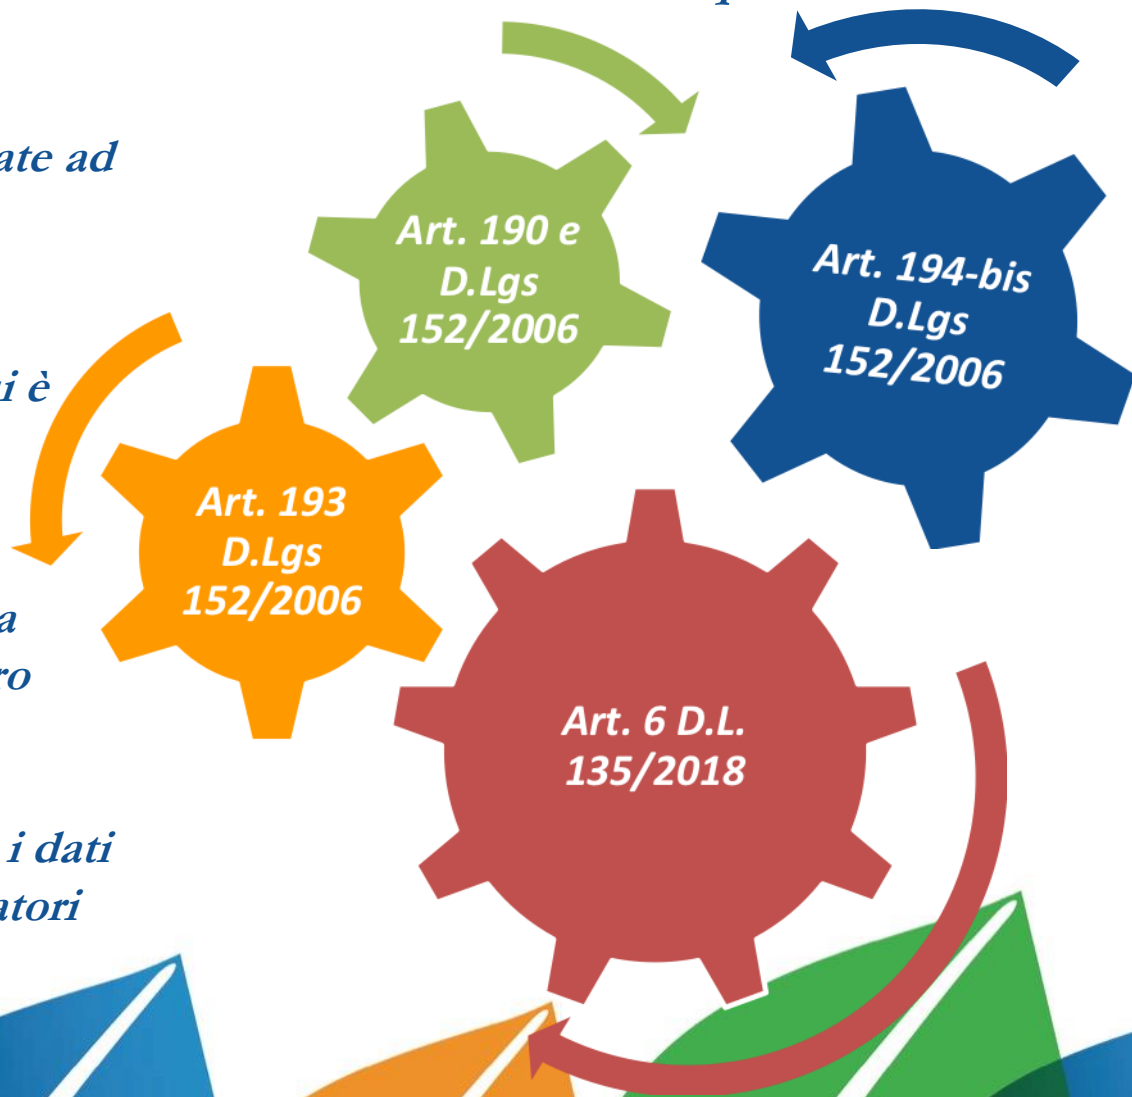 ate ad
i è
a
ro
i dati
atori
Art. 190 e
D.Lgs
152/2006
Art. 194-bis
D.Lgs
152/2006
Art. 193
D.Lgs
152/2006
Art. 6 D.L.
135/2018